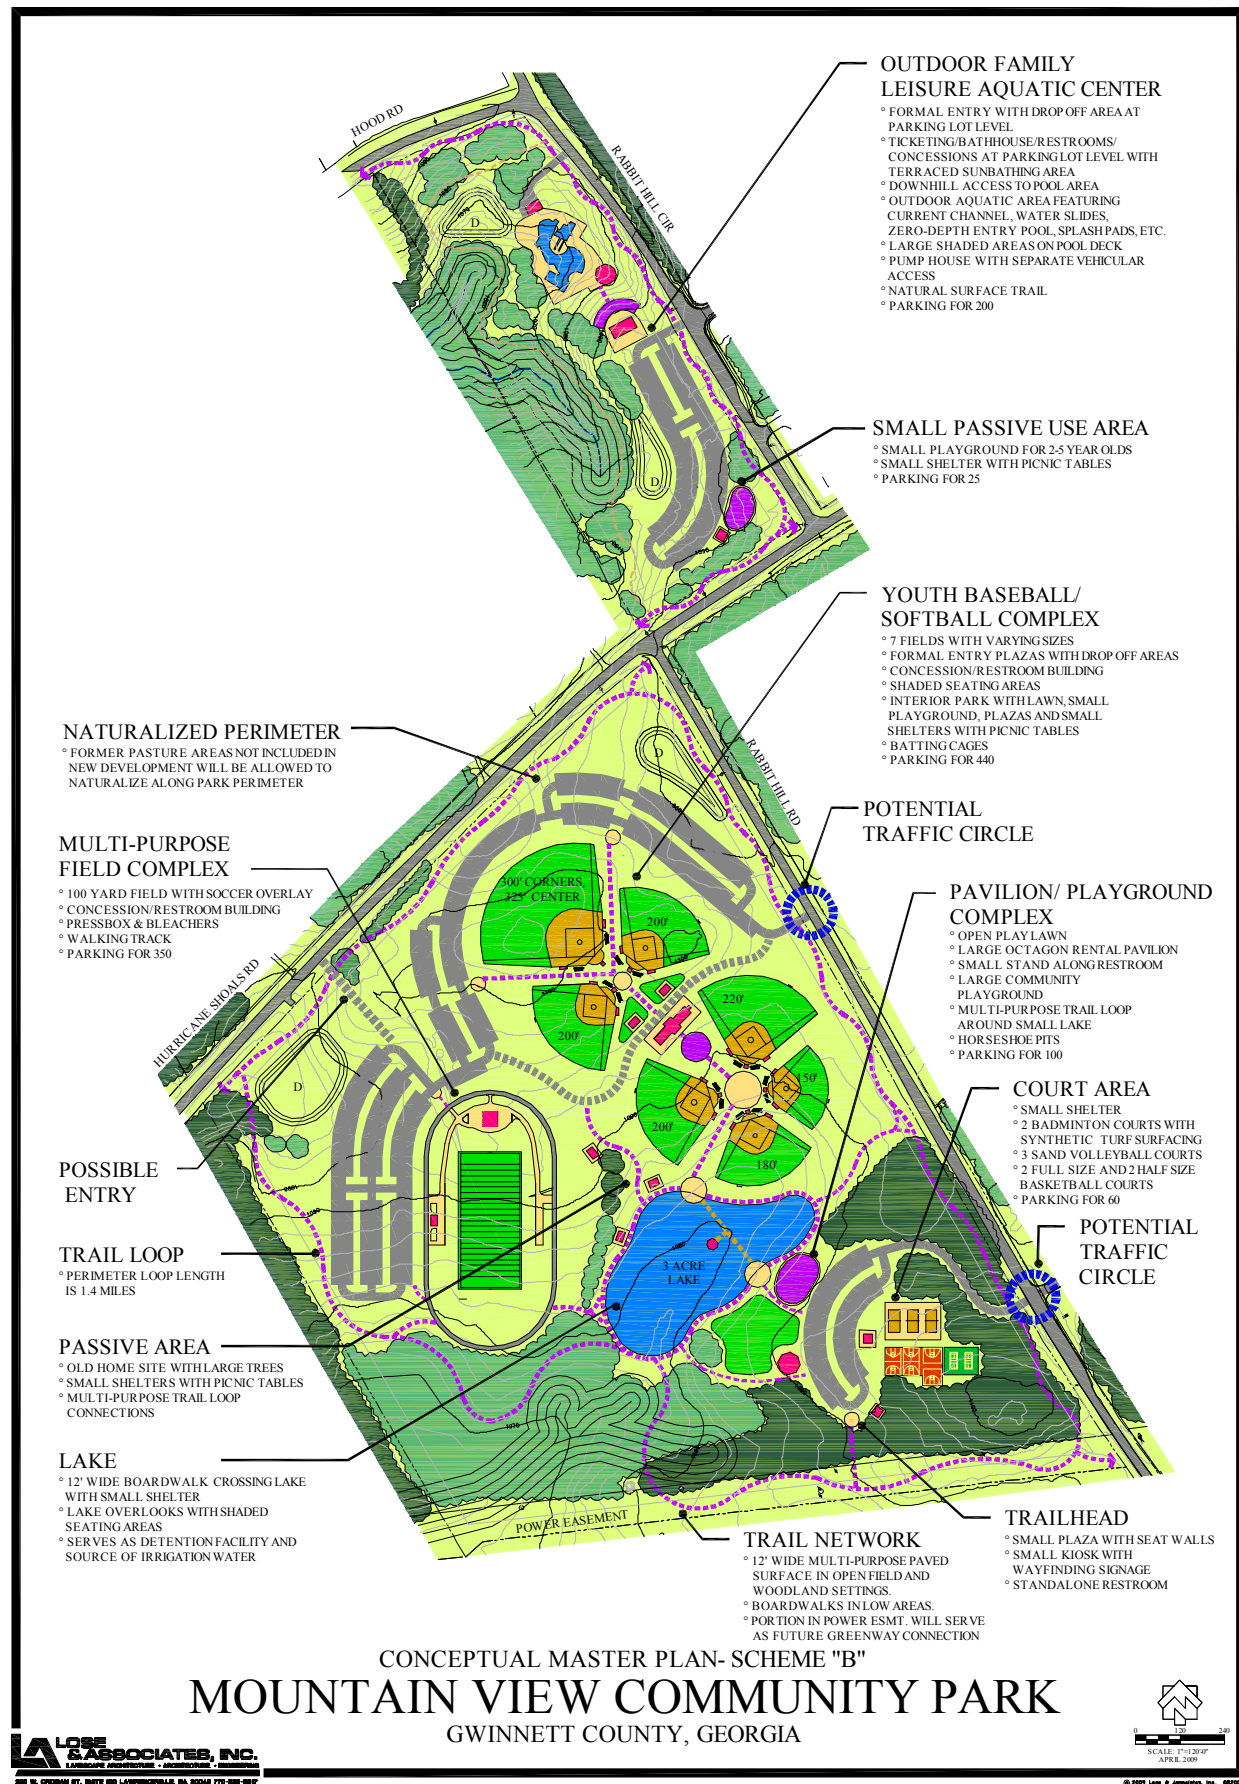 OUTDOOR FAMILY
LEISURE AQUATIC CENTER
° FORMAL ENTRY WITH DROP OFF AREA AT
PARKING LOT LEVEL
° TICKETING/BATHHOUSE/RESTROOMS/
CONCESSIONS AT PARKING LOT LEVEL WITH
TERRACED SUNBATHING AREA
° DOWNHILL ACCESS TO POOL AREA
° OUTDOOR AQUATIC AREA FEATURING
CURRENT CHANNEL, WATER SLIDES,
ZERO-DEPTH ENTRY POOL, SPLASH PADS, ETC.
° LARGE SHADED AREAS ON POOL DECK
° PUMP HOUSE WITH SEPARATE VEHICULAR
ACCESS
° NATURAL SURFACE TRAIL
° PARKING FOR 200
HOOD RD
RABBIT HILL CIR
D
D
SMALL PASSIVE USE AREA
° SMALL PLAYGROUND FOR 2-5 YEAR OLDS
° SMALL SHELTER WITH PICNIC TABLES
° PARKING FOR 25
YOUTH BASEBALL/
SOFTBALL COMPLEX
° 7 FIELDS WITH VARYING SIZES
° FORMAL ENTRY PLAZAS WITH DROP OFF AREAS
° CONCESSION/RESTROOM BUILDING
° SHADED SEATING AREAS
° INTERIOR PARK WITH LAWN, SMALL
PLAYGROUND, PLAZAS AND SMALL
SHELTERS WITH PICNIC TABLES
° BATTING CAGES
° PARKING FOR 440
NATURALIZED PERIMETER
° FORMER PASTURE AREAS NOT INCLUDED IN
NEW DEVELOPMENT WILL BE ALLOWED TO
NATURALIZE ALONG PARK PERIMETER
D
RABBIT HILL RD
POTENTIAL
TRAFFIC CIRCLE
MULTI-PURPOSE
FIELD COMPLEX
° 100 YARD FIELD WITH SOCCER OVERLAY
° CONCESSION/RESTROOM BUILDING
° PRESSBOX & BLEACHERS
° WALKING TRACK
° PARKING FOR 350
300' CORNERS,
325' CENTER
200'
200'
220'
150'
200'
180'
PAVILION/ PLAYGROUND
COMPLEX
° OPEN PLAY LAWN
° LARGE OCTAGON RENTAL PAVILION
° SMALL STAND ALONG RESTROOM
° LARGE COMMUNITY
PLAYGROUND
° MULTI-PURPOSE TRAIL LOOP
AROUND SMALL LAKE
° HORSESHOE PITS
° PARKING FOR 100
HURRICANE SHOALS RD
D
COURT AREA
° SMALL SHELTER
° 2 BADMINTON COURTS WITH
SYNTHETIC TURF SURFACING
° 3 SAND VOLLEYBALL COURTS
° 2 FULL SIZE AND 2 HALF SIZE
BASKETBALL COURTS
° PARKING FOR 60
POSSIBLE
ENTRY
POTENTIAL
TRAFFIC
CIRCLE
TRAIL LOOP
° PERIMETER LOOP LENGTH
IS 1.4 MILES
3 ACRE
LAKE
PASSIVE AREA
° OLD HOME SITE WITH LARGE TREES
° SMALL SHELTERS WITH PICNIC TABLES
° MULTI-PURPOSE TRAIL LOOP
CONNECTIONS
LAKE
° 12' WIDE BOARDWALK CROSSING LAKE
WITH SMALL SHELTER
° LAKE OVERLOOKS WITH SHADED
SEATING AREAS
° SERVES AS DETENTION FACILITY AND
SOURCE OF IRRIGATION WATER
POWER EASEMENT
TRAIL NETWORK
° 12' WIDE MULTI-PURPOSE PAVED
SURFACE IN OPEN FIELD AND
WOODLAND SETTINGS.
° BOARDWALKS IN LOW AREAS.
° PORTION IN POWER ESMT. WILL SERVE
AS FUTURE GREENWAY CONNECTION
TRAILHEAD
° SMALL PLAZA WITH SEAT WALLS
° SMALL KIOSK WITH
WAYFINDING SIGNAGE
° STANDALONE RESTROOM
CONCEPTUAL MASTER PLAN- SCHEME "B"
MOUNTAIN VIEW COMMUNITY PARK
GWINNETT COUNTY, GEORGIA
LA LOSE
& ASSOCIATES, INC.
LANDSCAPE ARCHITECTURE • ARCHITECTURE • ENGINEERING
0 120 240
SCALE: 1"=120'-0"
APRIL 2009
© 2009 Lose & Associates, Inc.